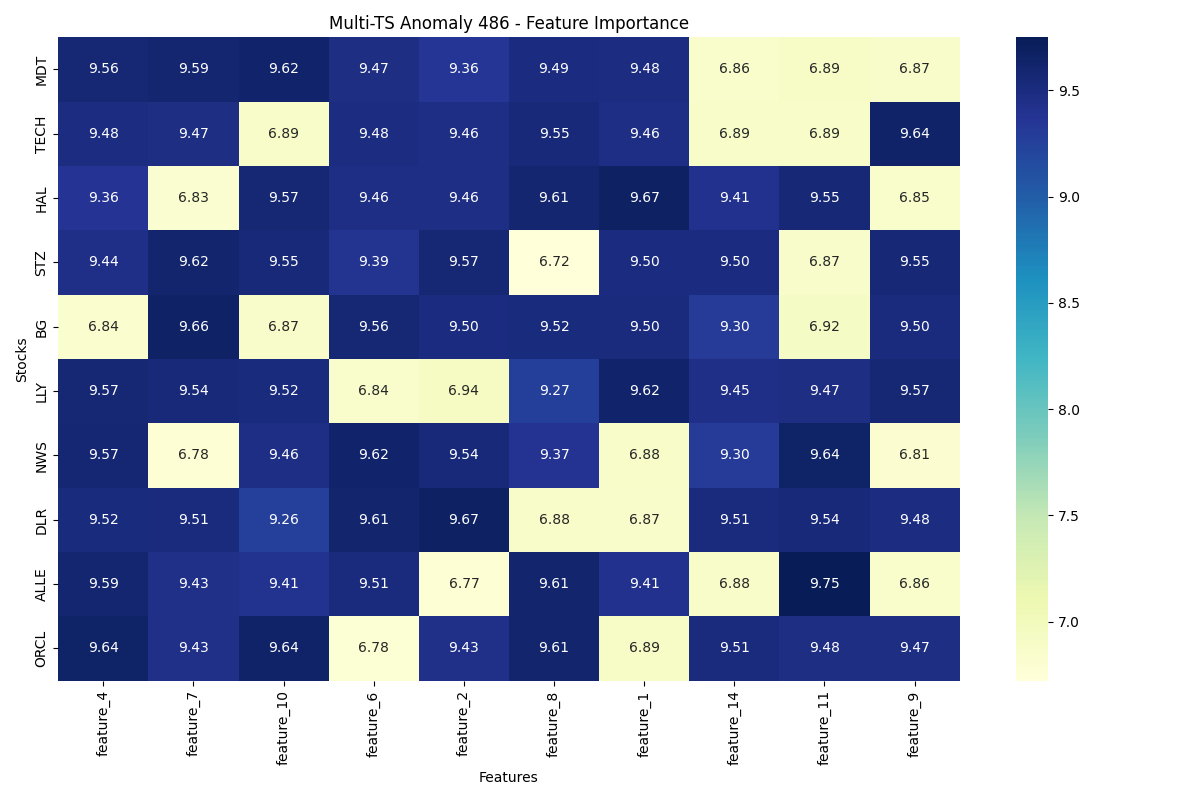 Multi-TS Anomaly 486 - Feature Importance
MDT 9.56 9.59 9.62 9.47 9.36 9.49 9.48 6.86 6.89 6.87
TECH 9.48 9.47 6.89 9.48 9.46 9.55 9.46 6.89 6.89 9.64
HAL 9.36 6.83 9.57 9.46 9.46 9.61 9.67 9.41 9.55 6.85
STZ 9.44 9.62 9.55 9.39 9.57 6.72 9.50 9.50 6.87 9.55
BG 6.84 9.66 6.87 9.56 9.50 9.52 9.50 9.30 6.92 9.50
LLY 9.57 9.54 9.52 6.84 6.94 9.27 9.62 9.45 9.47 9.57
NWS 9.57 6.78 9.46 9.62 9.54 9.37 6.88 9.30 9.64 6.81
DLR 9.52 9.51 9.26 9.61 9.67 6.88 6.87 9.51 9.54 9.48
ALLE 9.59 9.43 9.41 9.51 6.77 9.61 9.41 6.88 9.75 6.86
ORCL 9.64 9.43 9.64 6.78 9.43 9.61 6.89 9.51 9.48 9.47
Stocks
feature_4 feature_7 feature_10 feature_6 feature_2 feature_8 feature_1 feature_14 feature_11 feature_9
Features
9.5
9.0
8.5
8.0
7.5
7.0